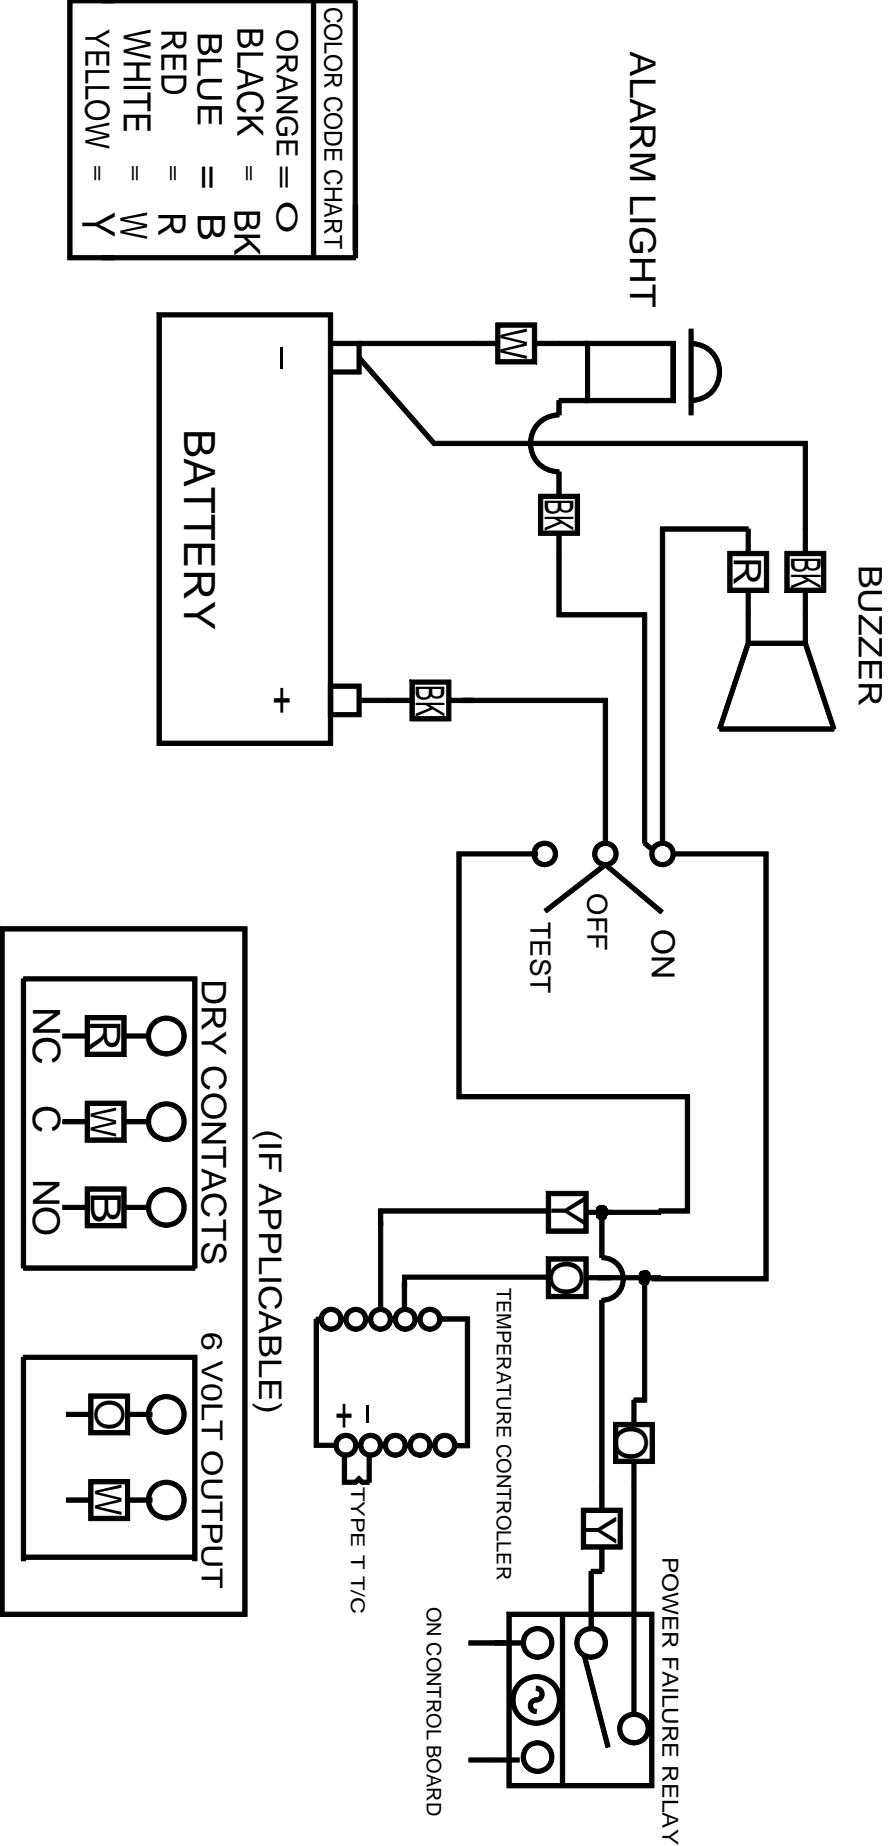 BUZZER
ALARM LIGHT
R
BK
W
BK
BK
BATTERY
–
+
ON
OFF
TEST
COLOR CODE CHART
ORANGE = O
BLACK = BK
BLUE = B
RED = R
WHITE = W
YELLOW = Y
Y
O
O
Y
TEMPERATURE CONTROLLER
–
+
TYPE T T/C
POWER FAILURE RELAY
ON CONTROL BOARD
(IF APPLICABLE)
DRY CONTACTS
R W B
NC C NO
6 V0LT OUTPUT
O W